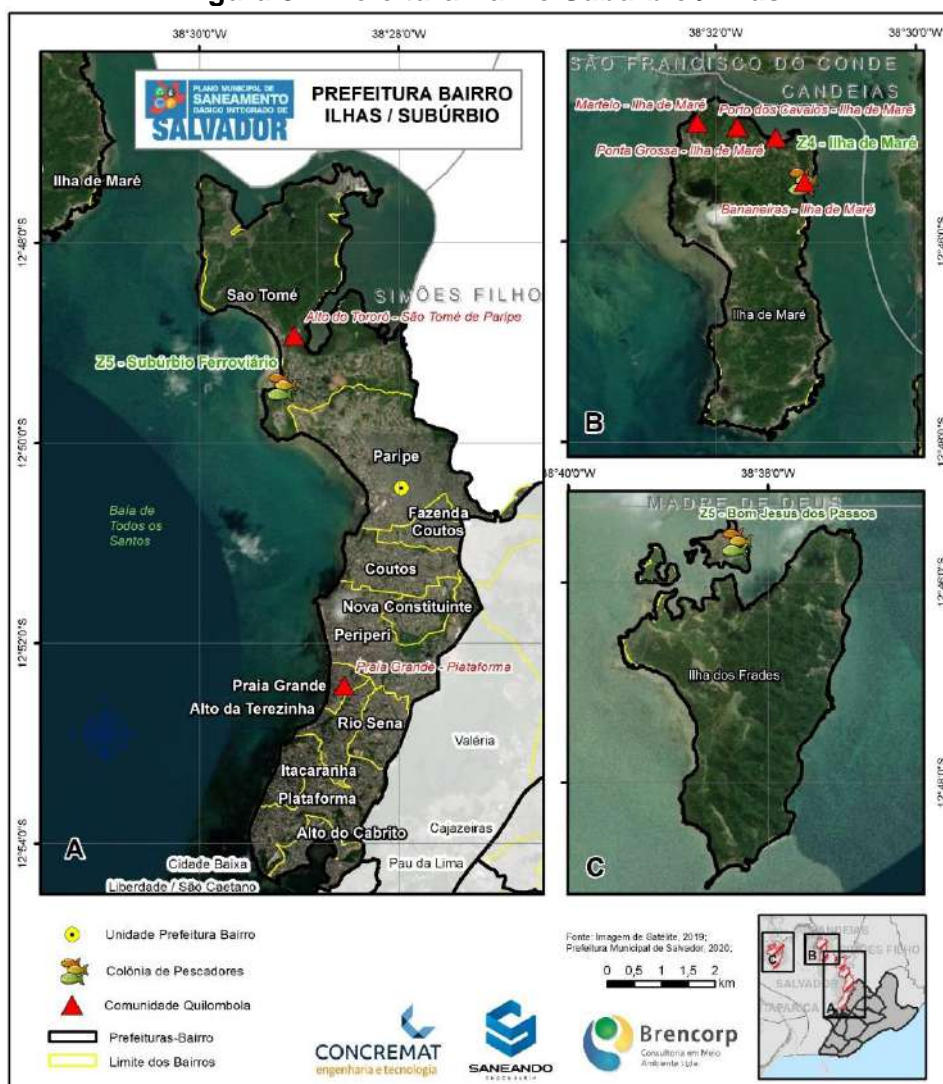 38°30'0"W
38°28'0"W
PLANO MUNICIPAL DE
SANEAMENTO
BÁSICO INTEGRADO DE
SALVADOR
PREFEITURA BAIRRO
ILHAS / SUBÚRBIO
Ilha de Maré
12°48'0"S
Sao Tomé
SIMÕES FILHO
Alto do Tororó - São Tomé de Paripe
Z5 - Subúrbio Ferroviário
12°50'0"S
Paripe
Baía de
Todos os
Santos
Fazenda
Coutos
Coutos
Nova Constituinte
12°52'0"S
Periperi
Praia Grande - Plataforma
Praia Grande
Alto da Terezinha
Rio Sena
Valéria
Itacaranha
Plataforma
Alto do Cabrito
Cajazeiras
12°54'0"S
A
Cidade Baixa
Pau da Lima
Liberdade / São Caetano
38°32'0"W
38°30'0"W
SÃO FRANCISCO DO CONDE
CANDEIAS
Martelo - Ilha de Maré
Porto dos Cavalos - Ilha de Maré
Ponta Grossa - Ilha de Maré
Z4 - Ilha de Maré
Bananeiras - Ilha de Maré
Ilha de Maré
B
38°40'0"W
38°38'0"W
MADRE DE DEUS
Z5 - Bom Jesus dos Passos
Ilha dos Frades
C
Unidade Prefeitura Bairro
Colônia de Pescadores
Comunidade Quilombola
Prefeituras-Bairro
Limite dos Bairros
Fonte: Imagem de Satélite, 2019;
Prefeitura Municipal de Salvador, 2020;
0 0,5 1 1,5 2
km
CONCREMAT
engenharia e tecnologia
SANEANDO
ENGENHARIA
Brencorp
Consultoria em Meio
Ambiente Ltda.
CANDEIAS
SIMÕES FILHO
SALVADOR
ITAPARICA
A
B
C